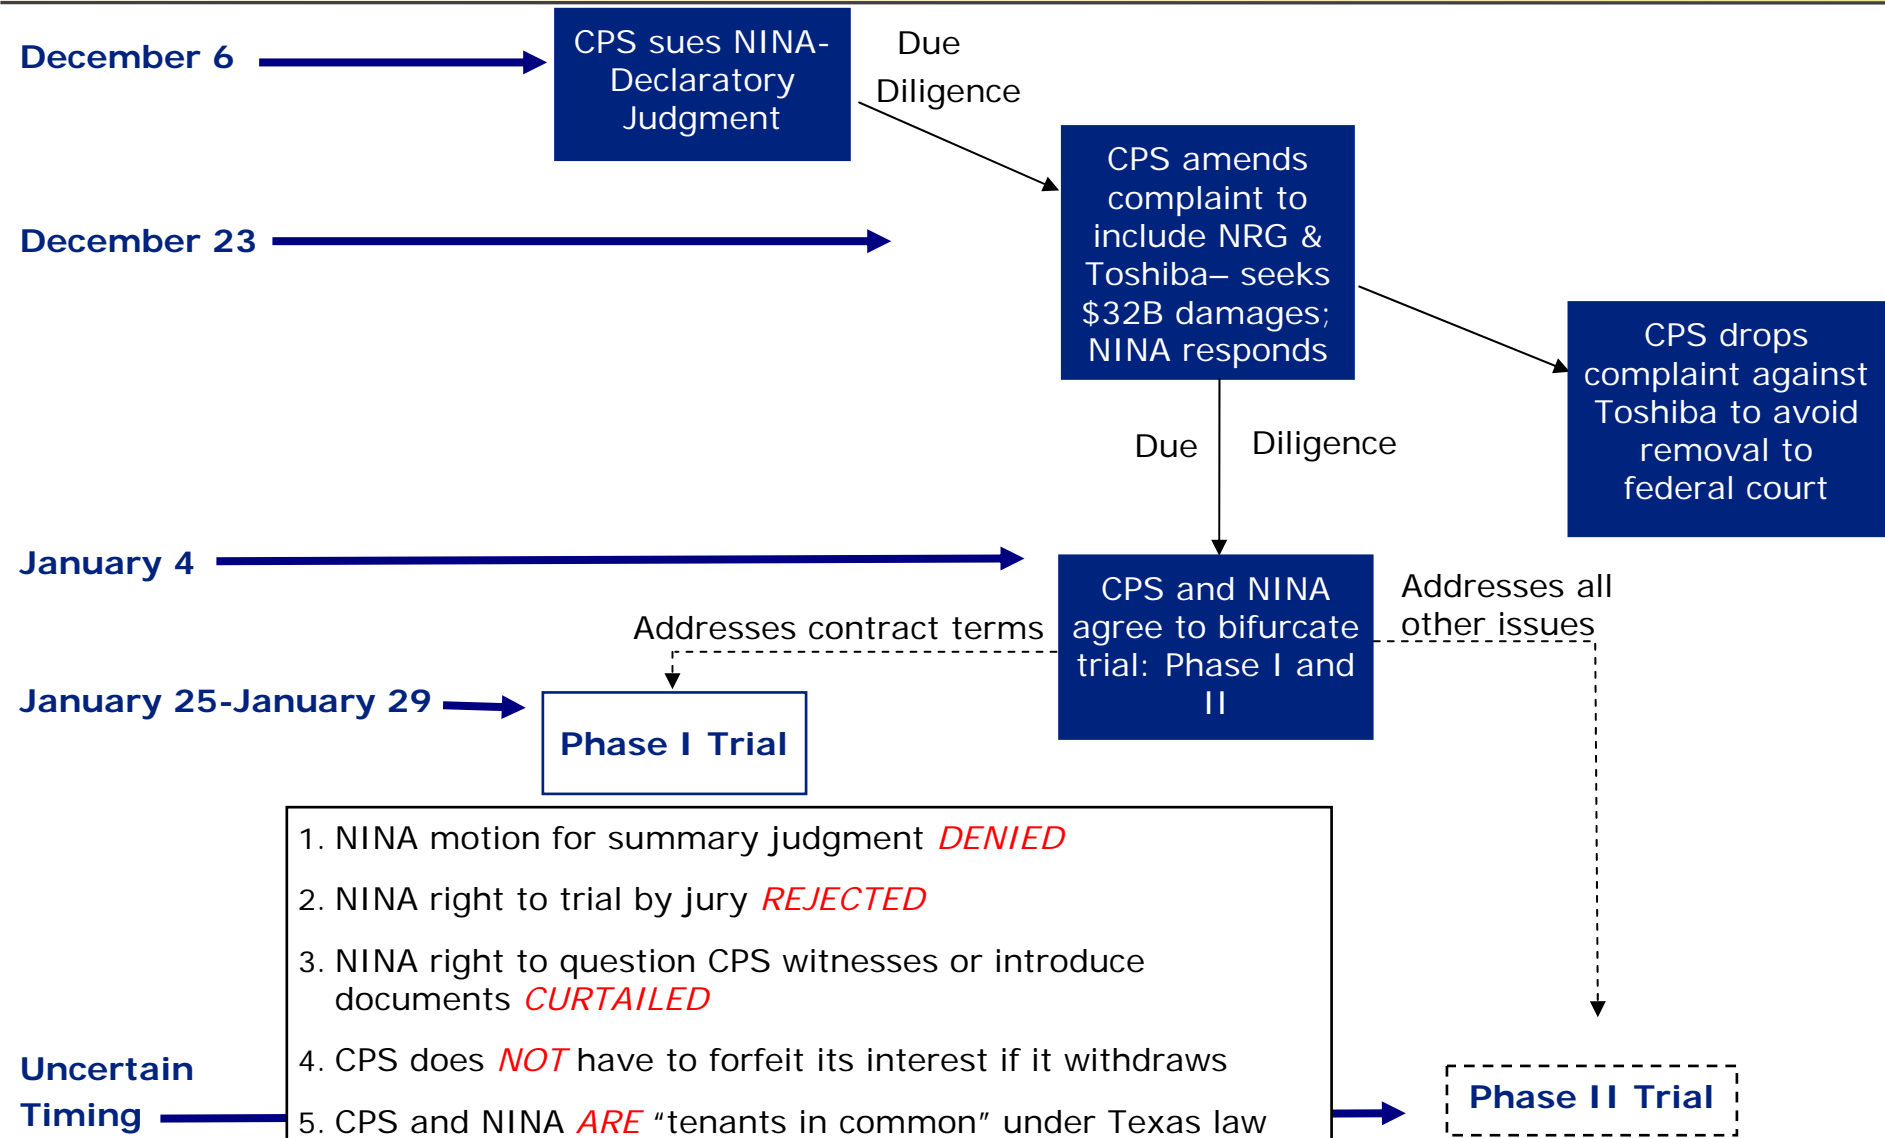 December 6
CPS sues NINA-
Declaratory
Judgment
Due
Diligence
CPS amends
complaint to
include NRG &
Toshiba– seeks
$32B damages;
NINA responds
December 23
CPS drops
complaint against
Toshiba to avoid
removal to
federal court
Due Diligence
January 4
CPS and NINA
agree to bifurcate
trial: Phase I and
II
Addresses contract terms
Addresses all
other issues
January 25-January 29
Phase I Trial
1. NINA motion for summary judgment DENIED
2. NINA right to trial by jury REJECTED
3. NINA right to question CPS witnesses or introduce
documents CURTAILED
4. CPS does NOT have to forfeit its interest if it withdraws
5. CPS and NINA ARE “tenants in common” under Texas law
Uncertain
Timing
Phase II Trial